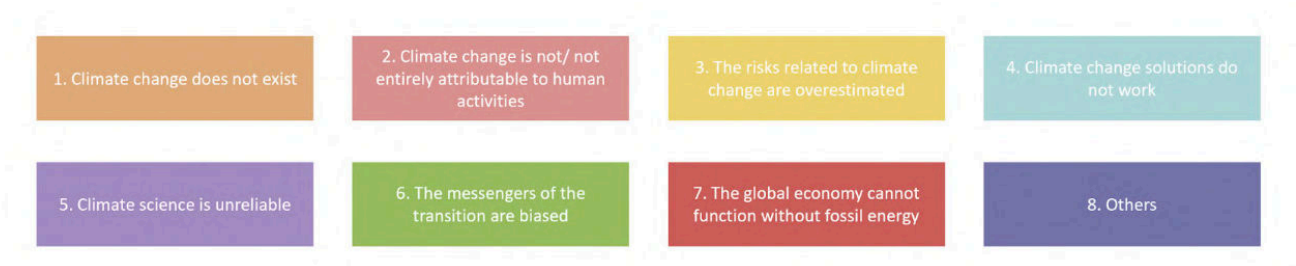 1. Climate change does not exist
2. Climate change is not/ not
entirely attributable to human
activities
3. The risks related to climate
change are overestimated
4. Climate change solutions do
not work
5. Climate science is unreliable
6. The messengers of the
transition are biased
7. The global economy cannot
function without fossil energy
8. Others